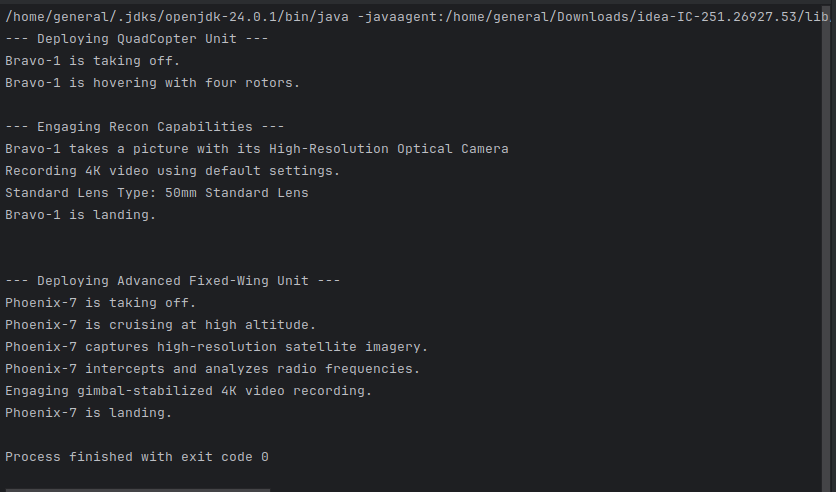 /home/general/.jdks/openjdk-24.0.1/bin/java -javaagent:/home/general/Downloads/idea-IC-251.26927.53/lib
--- Deploying QuadCopter Unit ---
Bravo-1 is taking off.
Bravo-1 is hovering with four rotors.
--- Engaging Recon Capabilities ---
Bravo-1 takes a picture with its High-Resolution Optical Camera
Recording 4K video using default settings.
Standard Lens Type: 50mm Standard Lens
Bravo-1 is landing.
--- Deploying Advanced Fixed-Wing Unit ---
Phoenix-7 is taking off.
Phoenix-7 is cruising at high altitude.
Phoenix-7 captures high-resolution satellite imagery.
Phoenix-7 intercepts and analyzes radio frequencies.
Engaging gimbal-stabilized 4K video recording.
Phoenix-7 is landing.
Process finished with exit code 0